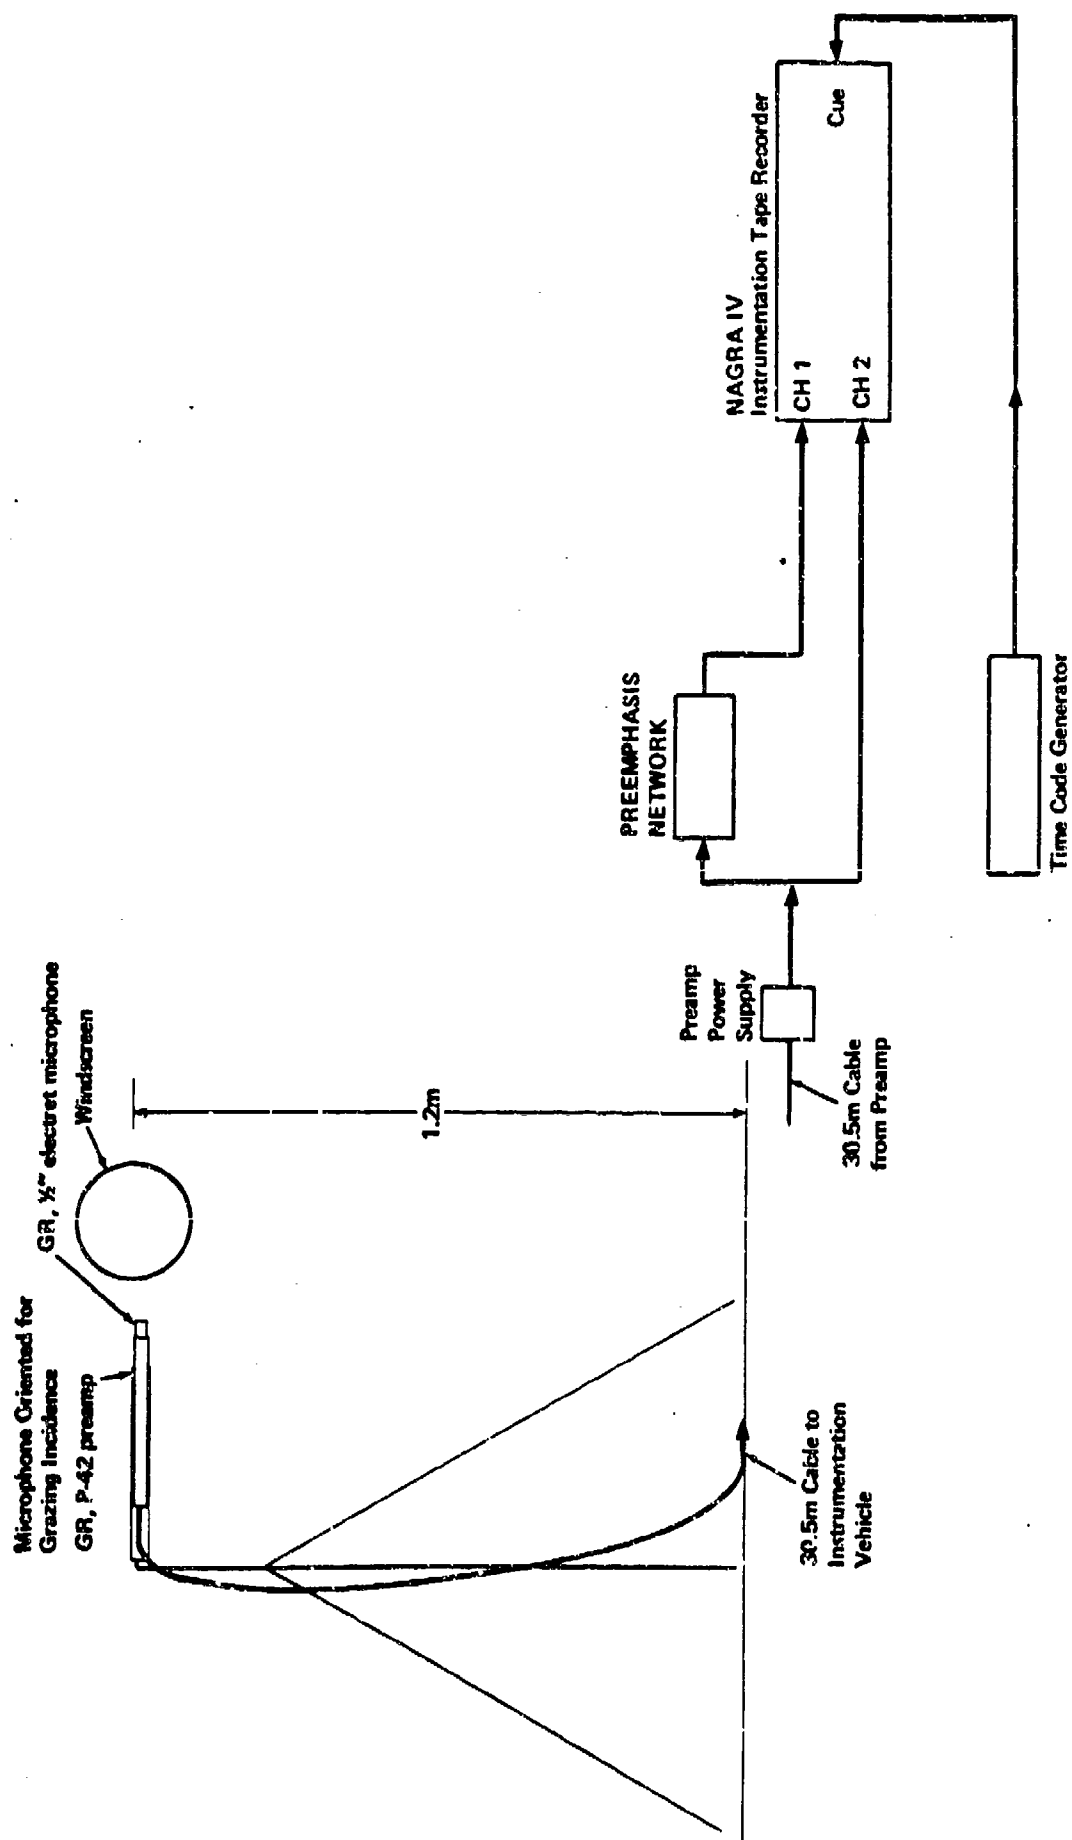 Microphone Oriented for
Grazing Incidence
GR, P-42 preamp
GR, ½" electret microphone
Windscreen
1.2m
30.5m Cable to
Instrumentation
Vehicle
30.5m Cable
from Preamp
Preamp
Power
Supply
PREEMPHASIS
NETWORK
NAGRA IV
Instrumentation Tape Recorder
CH 1
CH 2
Cue
Time Code Generator